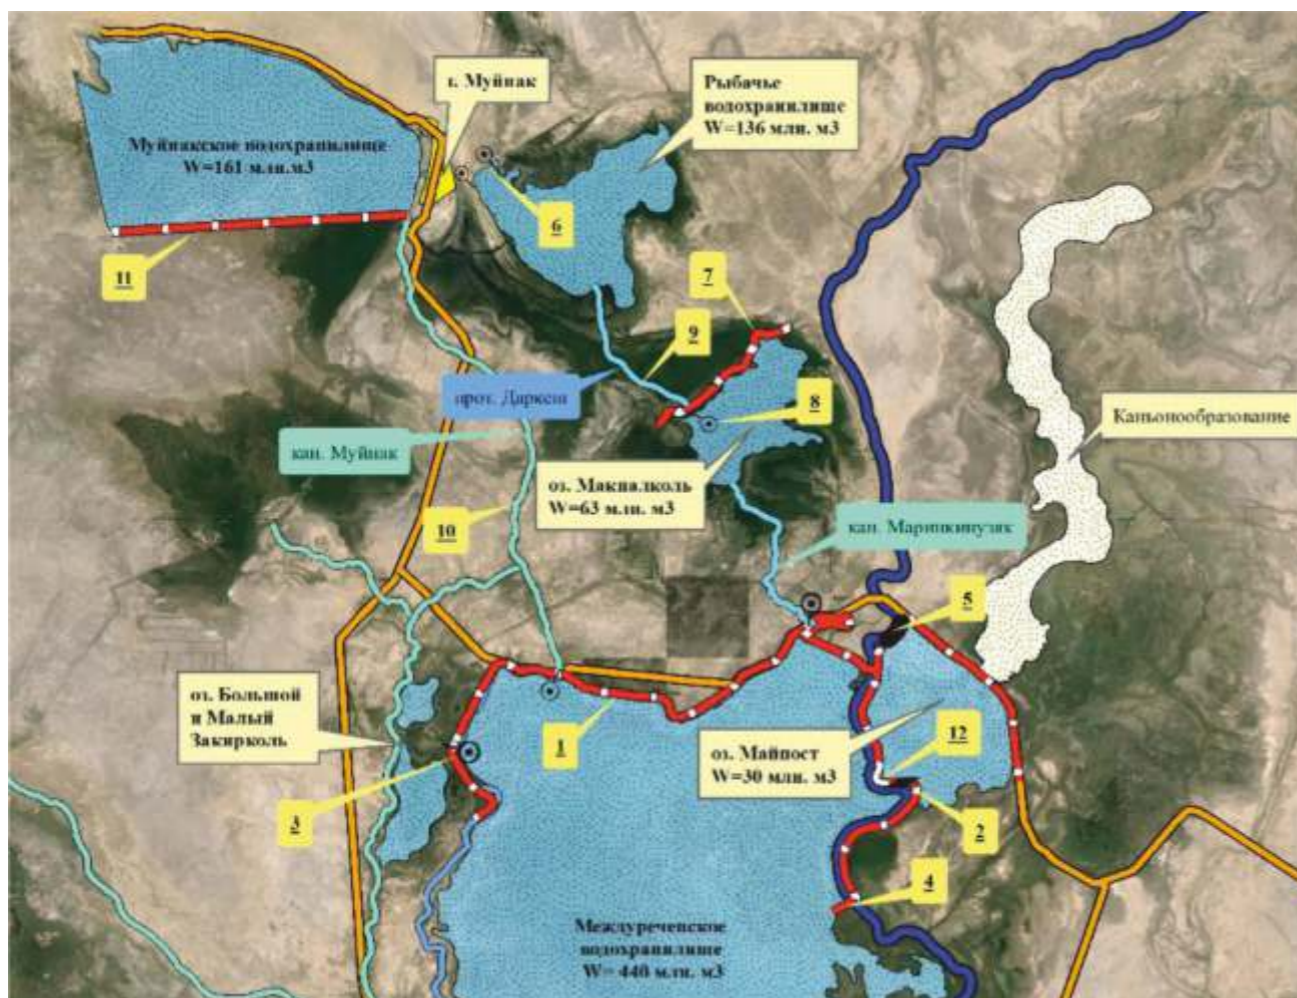 г. Муйнак
Рыбачье
водохранилище
W=136 млн. м3
Муйнакское водохранилище
W=161 млн.м3
6
11
7
9
прот. Даркем
8
Каньонообразование
кан. Муйнак
оз. Макпалколь
W=63 млн. м3
10
кан. Маринкинузяк
5
оз. Большой
и Малый
Закирколь
1
оз. Майпост
W=30 млн. м3
12
3
2
4
Междуреченское
водохранилище
W= 440 млн. м3